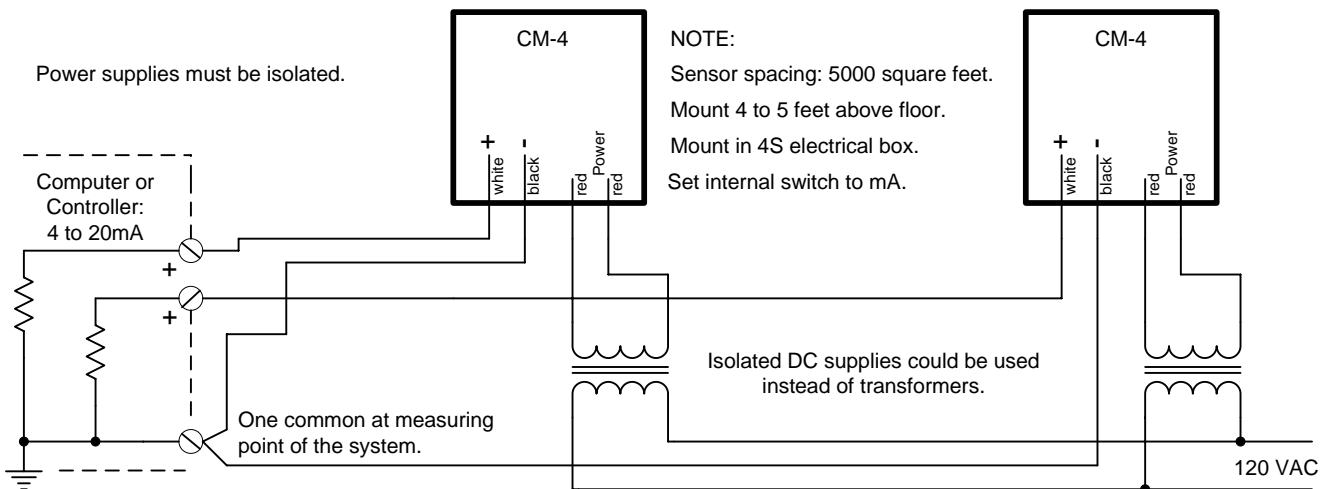 Power supplies must be isolated.
CM-4
+
-
white
black
red
Power
red
NOTE:
Sensor spacing: 5000 square feet.
Mount 4 to 5 feet above floor.
Mount in 4S electrical box.
Set internal switch to mA.
CM-4
+
-
white
black
red
Power
red
Computer or
Controller:
4 to 20mA
+
+
Isolated DC supplies could be used
instead of transformers.
One common at measuring
point of the system.
120 VAC